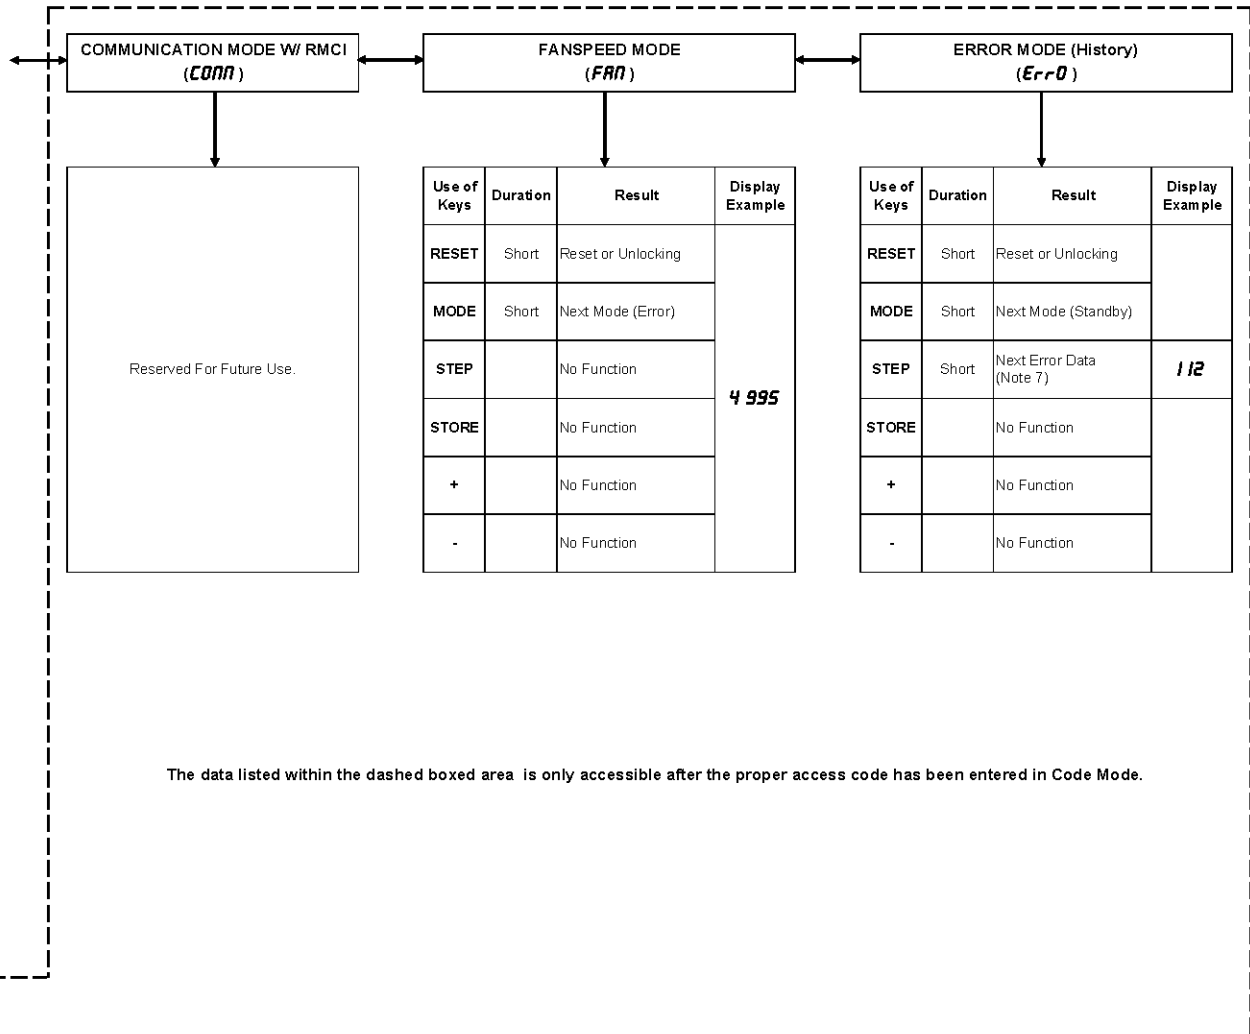 COMMUNICATION MODE W/ RMCI
(CONN )
FANSPEED MODE
(FAN )
ERROR MODE (History)
(Err0 )
Reserved For Future Use.
Use of Keys Duration Result Display Example
RESET Short Reset or Unlocking
MODE Short Next Mode (Error)
STEP No Function
4 995
STORE No Function
+ No Function
- No Function
Use of Keys Duration Result Display Example
RESET Short Reset or Unlocking
MODE Short Next Mode (Standby)
STEP Short Next Error Data (Note 7) 1 12
STORE No Function
+ No Function
- No Function
The data listed within the dashed boxed area is only accessible after the proper access code has been entered in Code Mode.